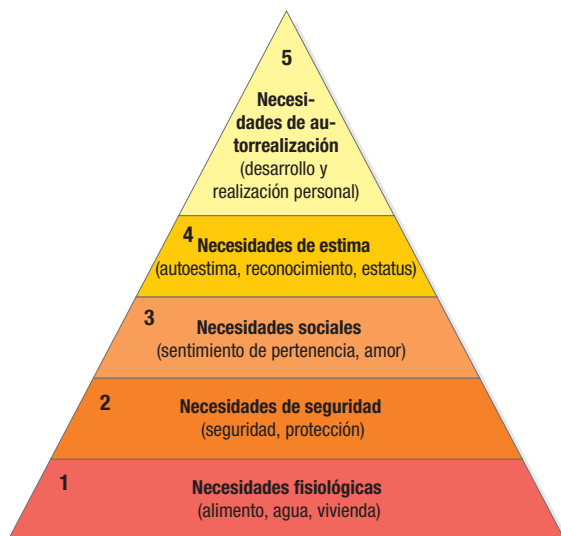 5
Necesi-
dades de au-
torrealización
(desarrollo y
realización personal)
4
Necesidades de estima
(autoestima, reconocimiento, estatus)
3
Necesidades sociales
(sentimiento de pertenencia, amor)
2
Necesidades de seguridad
(seguridad, protección)
1
Necesidades fisiológicas
(alimento, agua, vivienda)